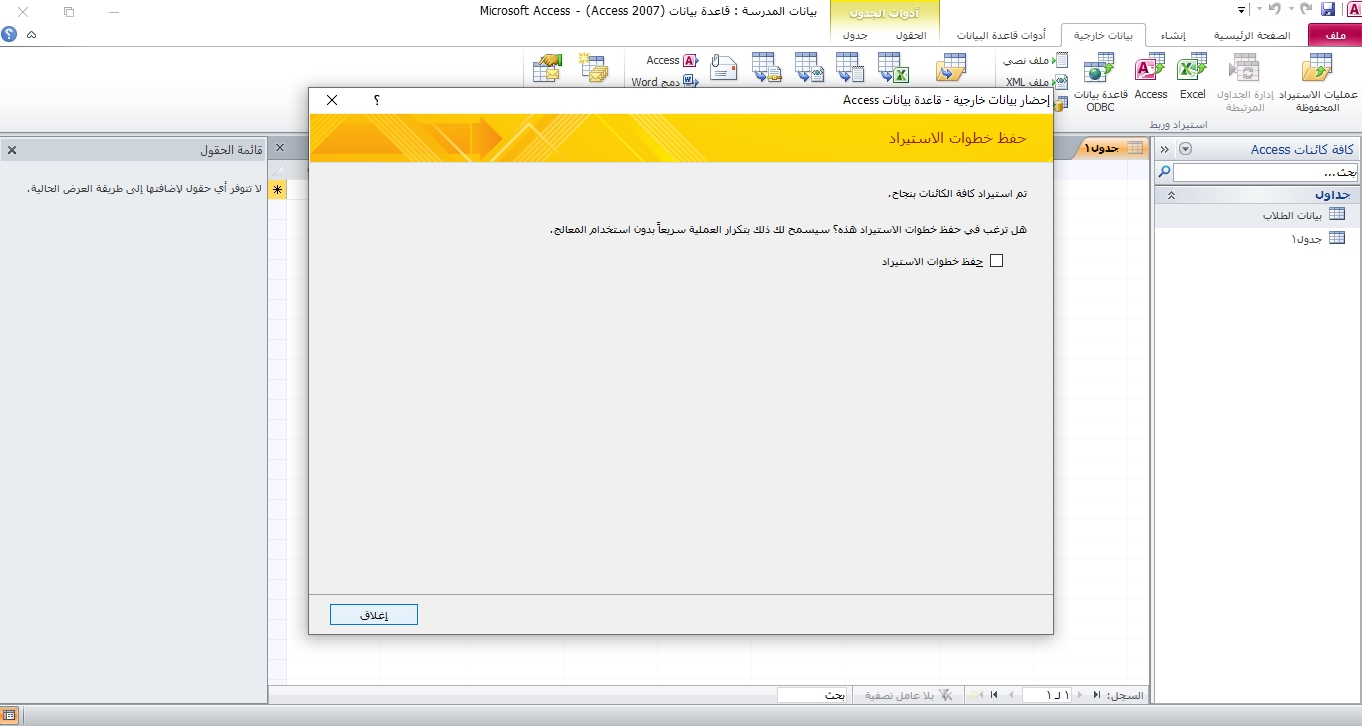 بيانات المدرسة : قاعدة بيانات (Access 2007) - Microsoft Access
أدوات الجدول
ملف
الصفحة الرئيسية
إنشاء
بيانات خارجية
أدوات قاعدة البيانات
الحقول
جدول
عمليات الاستيراد المحفوظة
إدارة الجداول المرتبطة
Excel
Access
قاعدة بيانات ODBC
ملف نصي
ملف XML
استيراد وربط
Access
دمج Word
كافة كائنات Access
بحث...
جداول
بيانات الطلاب
جدول١
جدول١
إحضار بيانات خارجية - قاعدة بيانات Access
؟
حفظ خطوات الاستيراد
تم استيراد كافة الكائنات بنجاح.
هل ترغب في حفظ خطوات الاستيراد هذه؟ سيسمح لك ذلك بتكرار العملية سريعاً بدون استخدام المعالج.
حفظ خطوات الاستيراد
إغلاق
قائمة الحقول
لا تتوفر أي حقول لإضافتها إلى طريقة العرض الحالية.
السجل:
١ لـ ١
بلا عامل تصفية
بحث